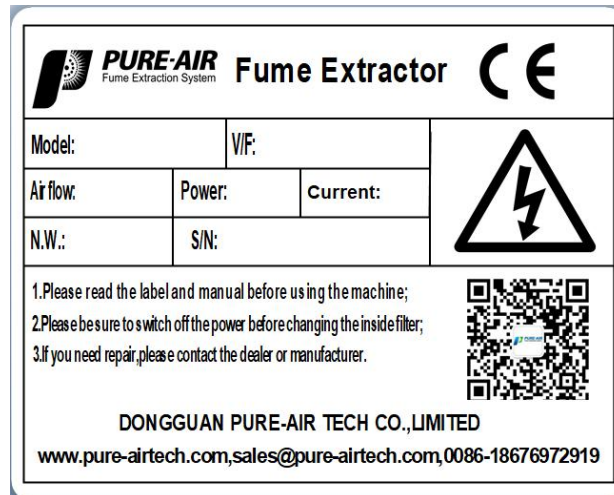 PURE-AIR
Fume Extraction System
Fume Extractor
CE
Model:
V/F:
Air flow:
Power:
Current:
N.W.:
S/N:
1.Please read the label and manual before using the machine;
2.Please be sure to switch off the power before changing the inside filter;
3.If you need repair,please contact the dealer or manufacturer.
DONGGUAN PURE-AIR TECH CO.,LIMITED
www.pure-airtech.com,sales@pure-airtech.com,0086-18676972919